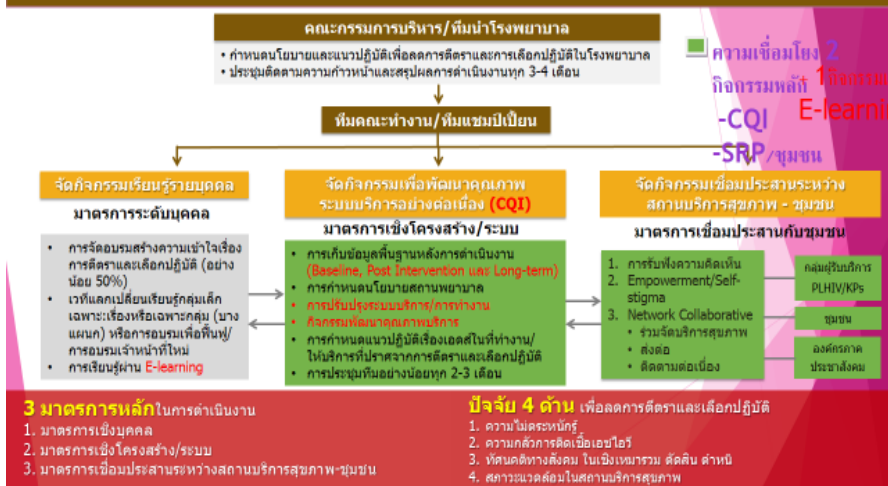 คณะกรรมการบริหาร/ทีมนำโรงพยาบาล
• กำหนดนโยบายและแนวปฏิบัติเพื่อลดการตีตราและการเลือกปฏิบัติในโรงพยาบาล
• ประชุมติดตามความก้าวหน้าและสรุปผลการดำเนินงานทุก 3-4 เดือน
ความเชื่อมโยง 2
กิจกรรมหลัก + 1กิจกรรม
-CQI
E-learni
-SRP/ชุมชน
ทีมคณะทำงาน/ทีมแชมป์เปี้ยน
จัดกิจกรรมเรียนรู้รายบุคคล
มาตรการระดับบุคคล
• การจัดอบรมสร้างความเข้าใจเรื่อง
การตีตราและเลือกปฏิบัติ (อย่าง
น้อย 50%)
• เวทีแลกเปลี่ยนเรียนรู้กลุ่มเล็ก
เฉพาะเรื่องหรือเฉพาะกลุ่ม (บาง
แผนก) หรือการอบรมเพื่อฟื้นฟู/
การอบรมเจ้าหน้าที่ใหม่
• การเรียนรู้ผ่าน E-learning
จัดกิจกรรมเพื่อพัฒนาคุณภาพ
ระบบบริการอย่างต่อเนื่อง (CQI)
มาตรการเชิงโครงสร้าง/ระบบ
• การเก็บข้อมูลพื้นฐานหลังการดำเนินงาน
(Baseline, Post Intervention และ Long-term)
• การกำหนดนโยบายสถานพยาบาล
• การปรับปรุงระบบบริการ/การทำงาน
• กิจกรรมพัฒนาคุณภาพบริการ
• การกำหนดแนวปฏิบัติเรื่องเอดส์ในที่ทำงาน/
ให้บริการที่ปราศจากการตีตราและเลือกปฏิบัติ
• การประชุมทีมอย่างน้อยทุก 2-3 เดือน
จัดกิจกรรมเชื่อมประสานระหว่าง
สถานบริการสุขภาพ - ชุมชน
มาตรการเชื่อมประสานกับชุมชน
1. การรับฟังความคิดเห็น
2. Empowerment/Self-
stigma
3. Network Collaborative
• ร่วมจัดบริการสุขภาพ
• ส่งต่อ
• ติดตามต่อเนื่อง
กลุ่มผู้รับบริการ
PLHIV/KPs
ชุมชน
องค์กรภาค
ประชาสังคม
3 มาตรการหลักในการดำเนินงาน
1. มาตรการเชิงบุคคล
2. มาตรการเชิงโครงสร้าง/ระบบ
3. มาตรการเชื่อมประสานระหว่างสถานบริการสุขภาพ-ชุมชน
ปัจจัย 4 ด้าน เพื่อลดการตีตราและเลือกปฏิบัติ
1. ความไม่ตระหนักรู้
2. ความกลัวการติดเชื้อเอชไอวี
3. ทัศนคติทางสังคม ในเชิงเหมารวม ตัดสิน ตำหนิ
4. สภาวะแวดล้อมในสถานบริการสุขภาพ